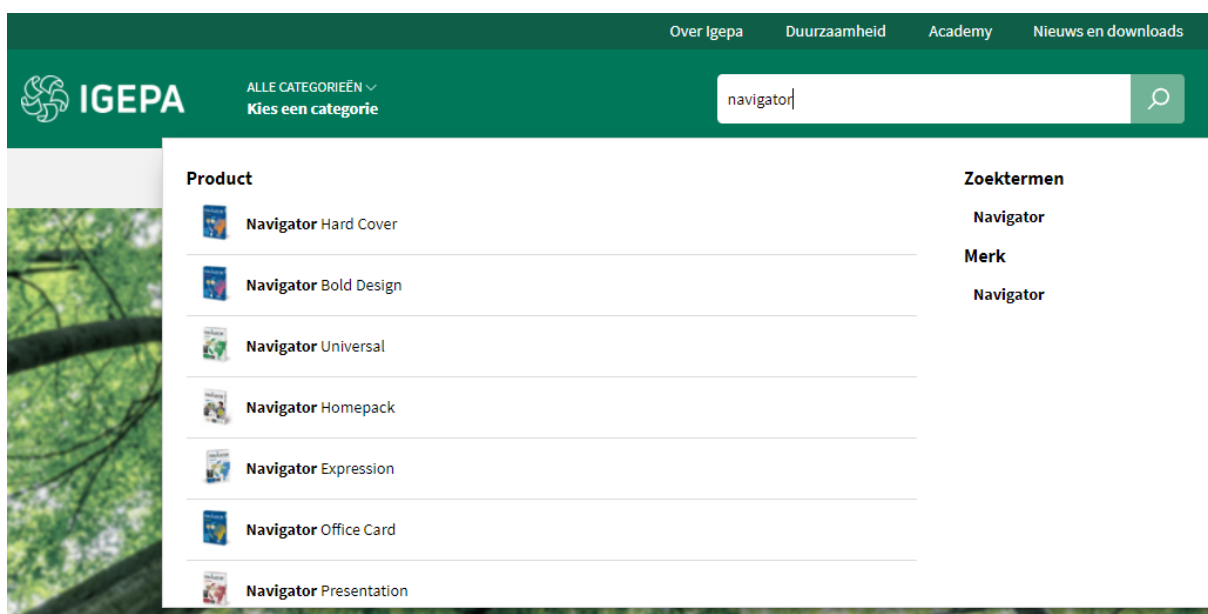 Over Igepa Duurzaamheid Academy Nieuws en downloads
IGEPA
ALLE CATEGORIEËN
Kies een categorie
navigator
Product
Navigator Hard Cover
Navigator Bold Design
Navigator Universal
Navigator Homepack
Navigator Expression
Navigator Office Card
Navigator Presentation
Zoektermen
Navigator
Merk
Navigator